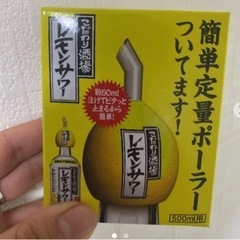 簡単定量ポーラー
ついてます!
こだわり酒場
レモンサワー
約60ml
注げてピタっと
止まるから
簡単!
こだわり酒場
レモンサワー
500ml用